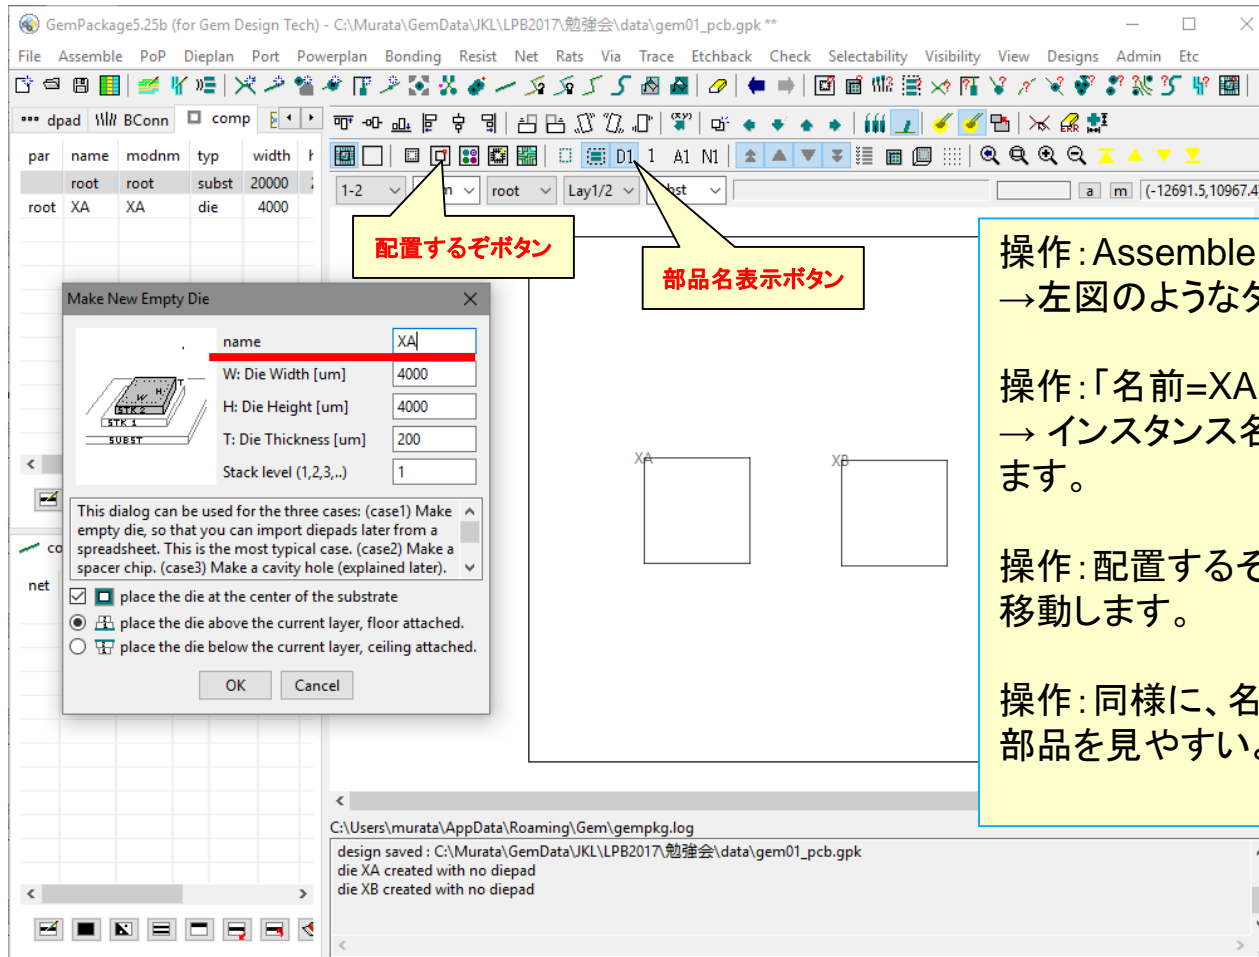 GemPackage5.25b (for Gem Design Tech) - C:\Murata\GemData\JKL\LPB2017\勉強会\data\gem01_pcb.gpk **
File Assemble PoP Dieplan Port Powerplan Bonding Resist Net Rats Via Trace Etchback Check Selectability Visibility View Designs Admin Etc
dpad BConn comp
D1 1 A1 N1
par name modnm typ width
root root subst 20000
root XA XA die 4000
1-2 root Lay1/2 a m (-12691.5,10967.4
配置するぞボタン
部品名表示ボタン
Make New Empty Die
name XA
W: Die Width [um] 4000
H: Die Height [um] 4000
T: Die Thickness [um] 200
Stack level (1,2,3,..) 1
W H T
STK 2
STK 1
SUBST
This dialog can be used for the three cases: (case1) Make
empty die, so that you can import diepads later from a
spreadsheet. This is the most typical case. (case2) Make a
spacer chip. (case3) Make a cavity hole (explained later).
place the die at the center of the substrate
place the die above the current layer, floor attached.
place the die below the current layer, ceiling attached.
OK Cancel
net
XA XB
操作：Assemble
→左図のような
操作：「名前=XA
→ インスタンス名
ます。
操作：配置するぞ
移動します。
操作：同様に、名
部品を見やすい
C:\Users\murata\AppData\Roaming\Gem\gempkg.log
design saved : C:\Murata\GemData\JKL\LPB2017\勉強会\data\gem01_pcb.gpk
die XA created with no diepad
die XB created with no diepad